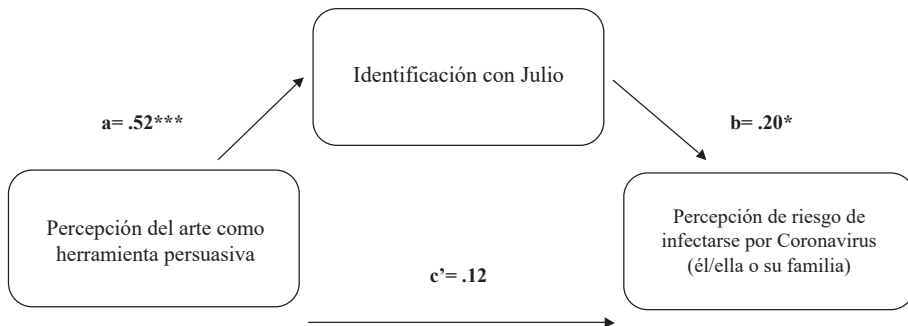 Identificación con Julio
a= .52***
b= .20*
Percepción del arte como
herramienta persuasiva
Percepción de riesgo de
infectarse por Coronavirus
(él/ella o su familia)
c’= .12